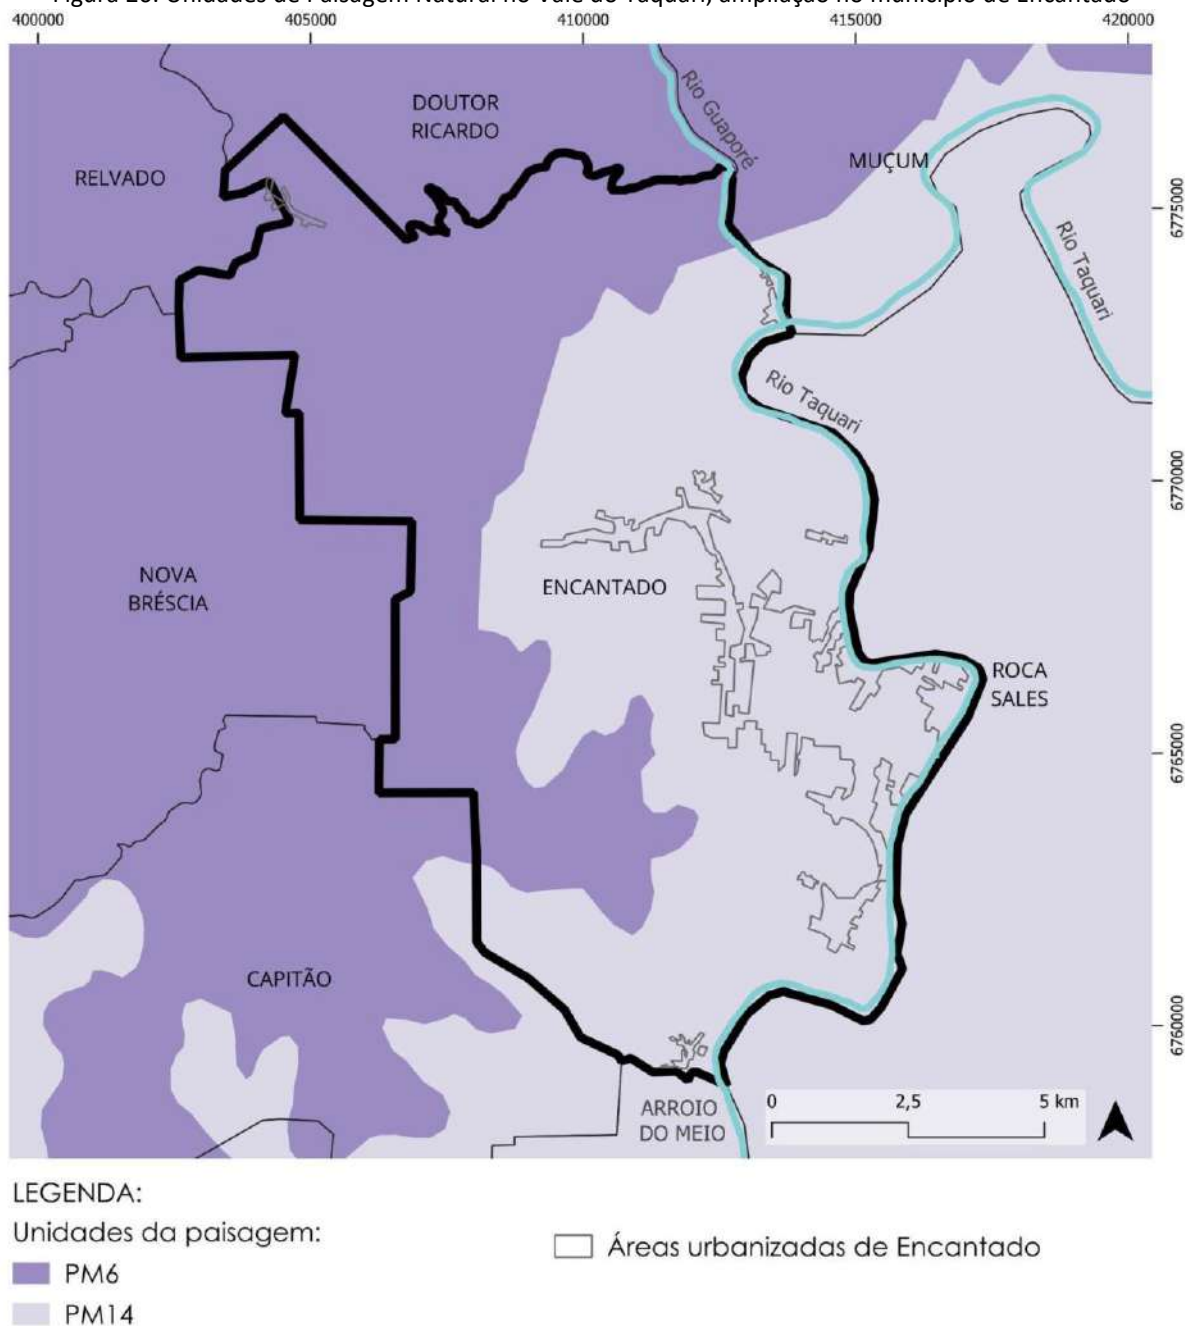 400000 405000 410000 415000 420000
DOUTOR
RICARDO
Rio Guaporé
MUÇUM
RELVADO
6775000
Rio Taquari
Rio Taquari
6770000
NOVA
BRÉSCIA
ENCANTADO
ROCA
SALES
6765000
CAPITÃO
6760000
ARROIO
DO MEIO
0 2,5 5 km
LEGENDA:
Unidades da paisagem:
PM6
PM14
Áreas urbanizadas de Encantado